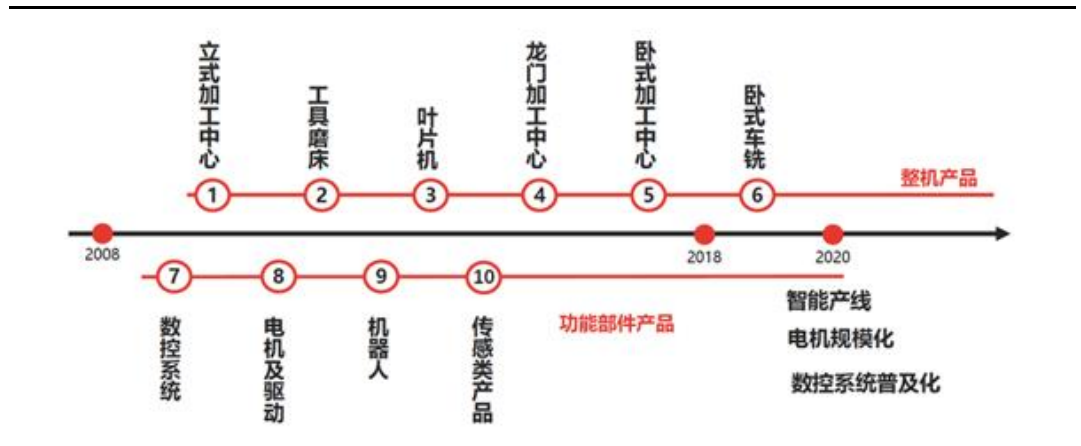 立式加工中心
工具磨床
叶片机
龙门加工中心
卧式加工中心
卧式车铣
1
2
3
4
5
6
整机产品
2008
2018
2020
7
8
9
10
数控系统
电机及驱动
机器人
传感类产品
功能部件产品
智能产线
电机规模化
数控系统普及化